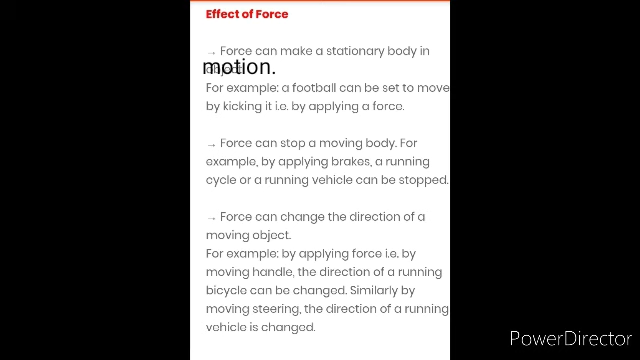 Effect of Force
→ Force can make a stationary body in
motion.
For example: a football can be set to move
by kicking it i.e. by applying a force.
→ Force can stop a moving body. For
example, by applying brakes, a running
cycle or a running vehicle can be stopped.
→ Force can change the direction of a
moving object.
For example: by applying force i.e. by
moving handle, the direction of a running
bicycle can be changed. Similarly by
moving steering, the direction of a running
vehicle is changed.
PowerDirector